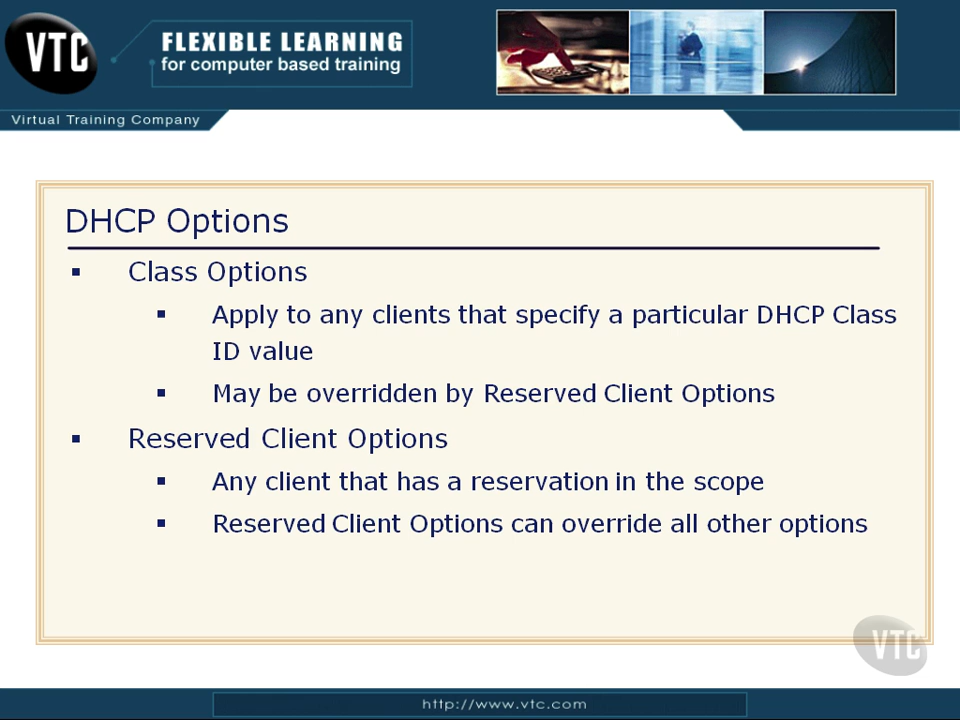 VTC
FLEXIBLE LEARNING
for computer based training
Virtual Training Company
DHCP Options
▪ Class Options
▪ Apply to any clients that specify a particular DHCP Class
ID value
▪ May be overridden by Reserved Client Options
▪ Reserved Client Options
▪ Any client that has a reservation in the scope
▪ Reserved Client Options can override all other options
VTC
http://www.vtc.com